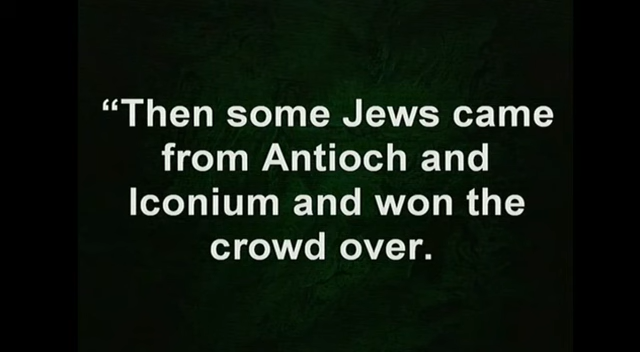 “Then some Jews came
from Antioch and
Iconium and won the
crowd over.